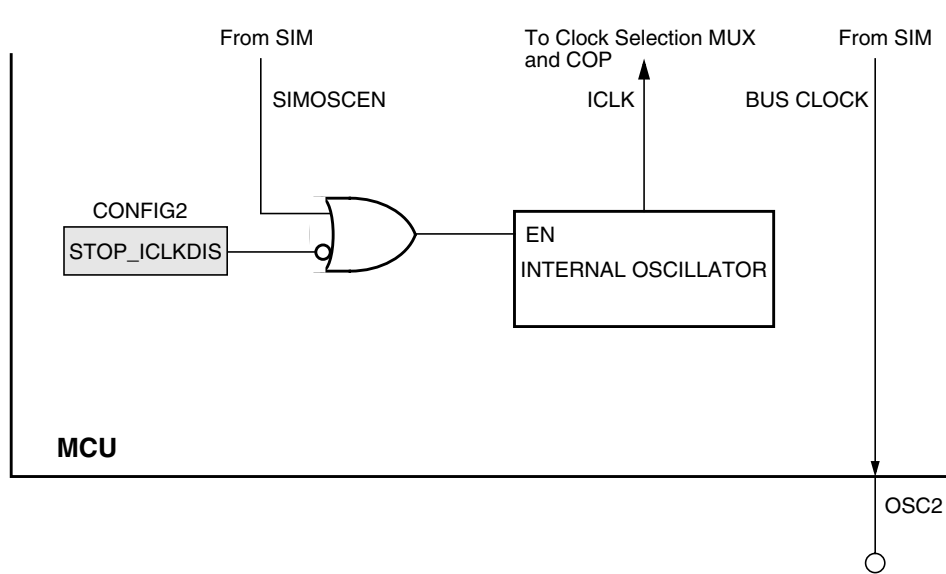 From SIM
To Clock Selection MUX
and COP
From SIM
SIMOSCEN
ICLK
BUS CLOCK
CONFIG2
STOP_ICLKDIS
EN
INTERNAL OSCILLATOR
MCU
OSC2